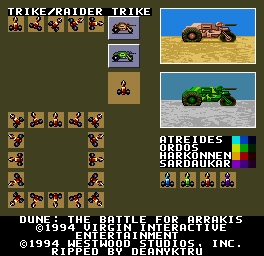 TRIKE/RAIDER TRIKE
ATREIDES
ORDOS
HARKONNEN
SARDAUKAR
DUNE: THE BATTLE FOR ARRAKIS
©1994 VIRGIN INTERACTIVE
ENTERTAINMENT
©1994 WESTWOOD STUDIOS, INC.
RIPPED BY DEANYKTRU